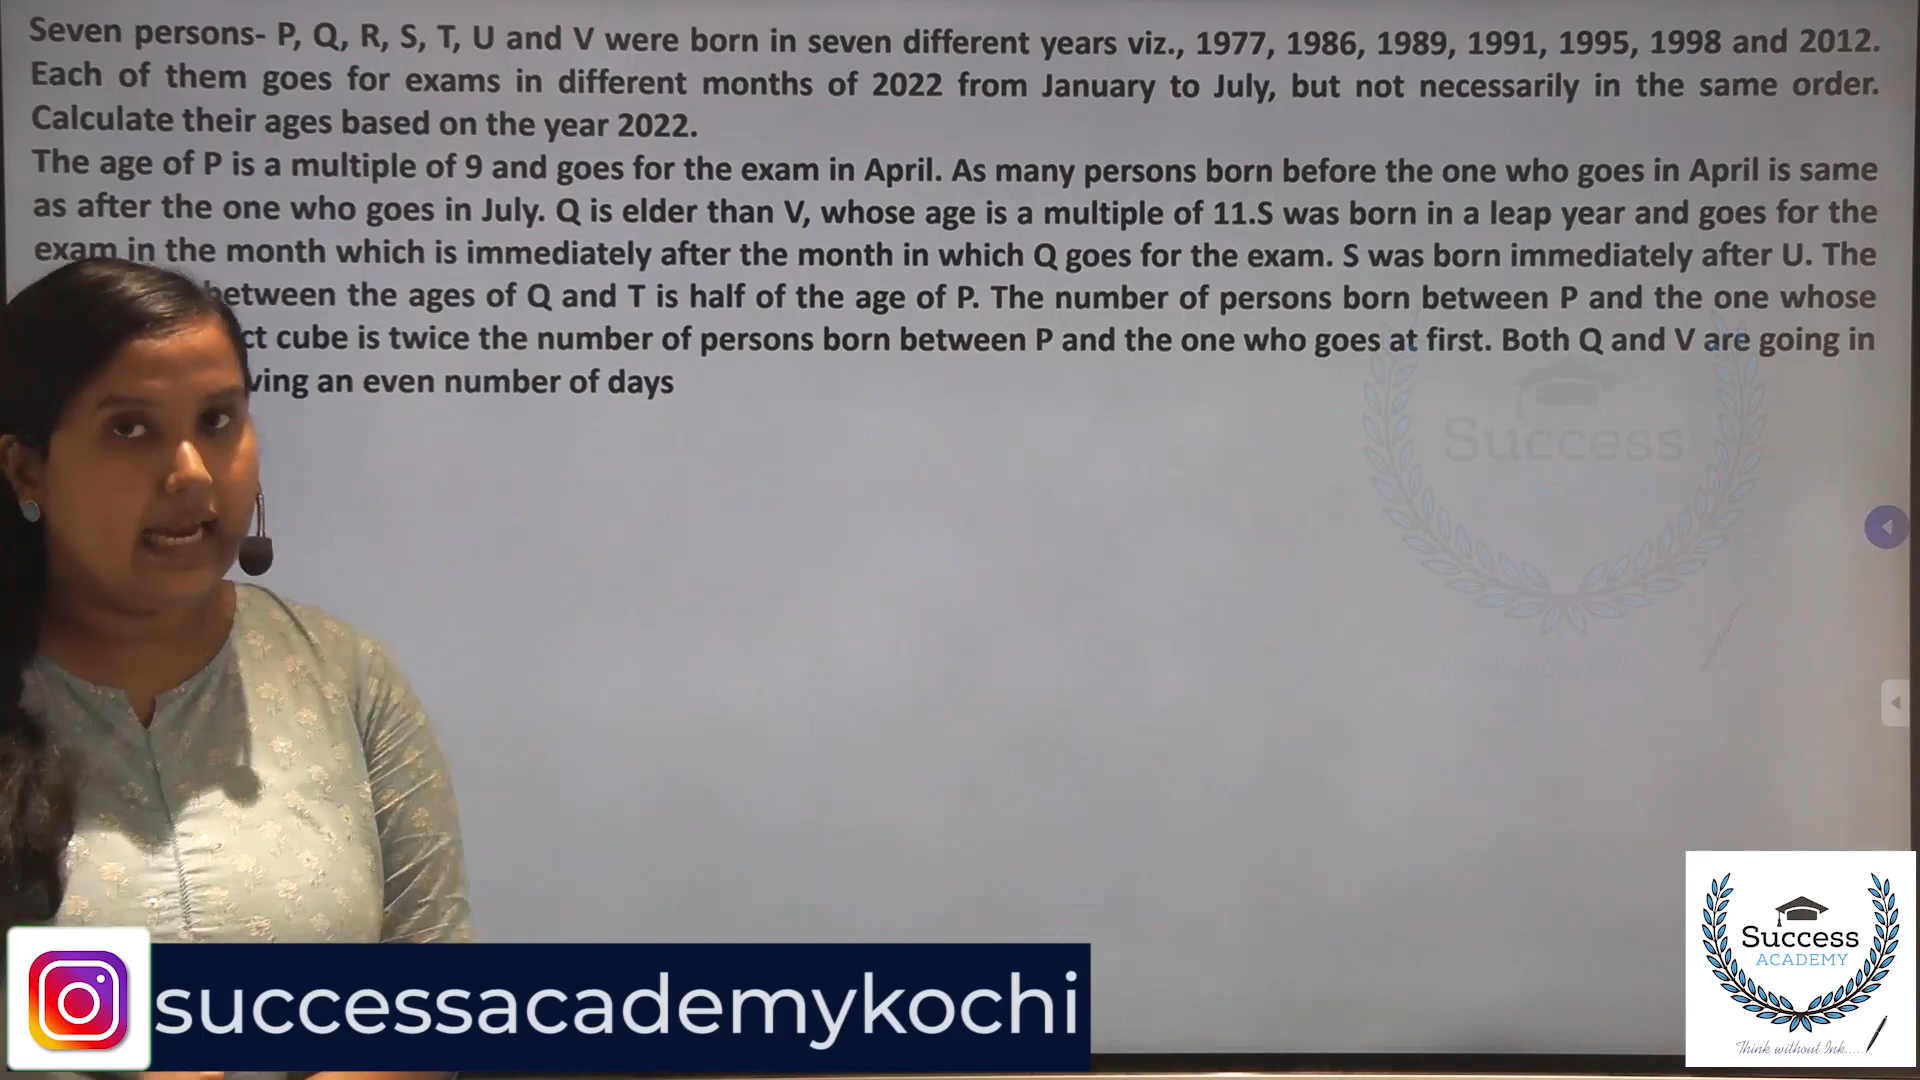 Seven persons- P, Q, R, S, T, U and V were born in seven different years viz., 1977, 1986, 1989, 1991, 1995, 1998 and 2012.
Each of them goes for exams in different months of 2022 from January to July, but not necessarily in the same order.
Calculate their ages based on the year 2022.
The age of P is a multiple of 9 and goes for the exam in April. As many persons born before the one who goes in April is same
as after the one who goes in July. Q is elder than V, whose age is a multiple of 11.S was born in a leap year and goes for the
exam in the month which is immediately after the month in which Q goes for the exam. S was born immediately after U. The
between the ages of Q and T is half of the age of P. The number of persons born between P and the one whose
cube is twice the number of persons born between P and the one who goes at first. Both Q and V are going in
an even number of days
Success
Success
ACADEMY
Think without Ink.....
successacademykochi